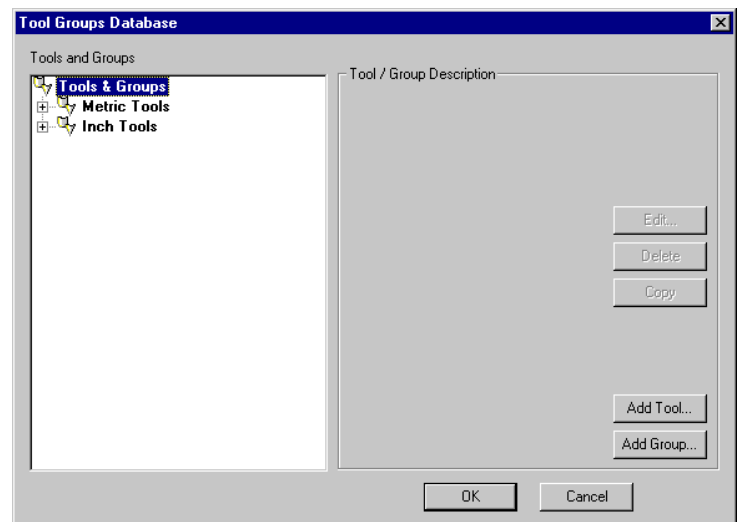 Tool Groups Database
Tools and Groups
Tools & Groups
Metric Tools
Inch Tools
Tool / Group Description
Edit...
Delete
Copy
Add Tool...
Add Group...
OK
Cancel